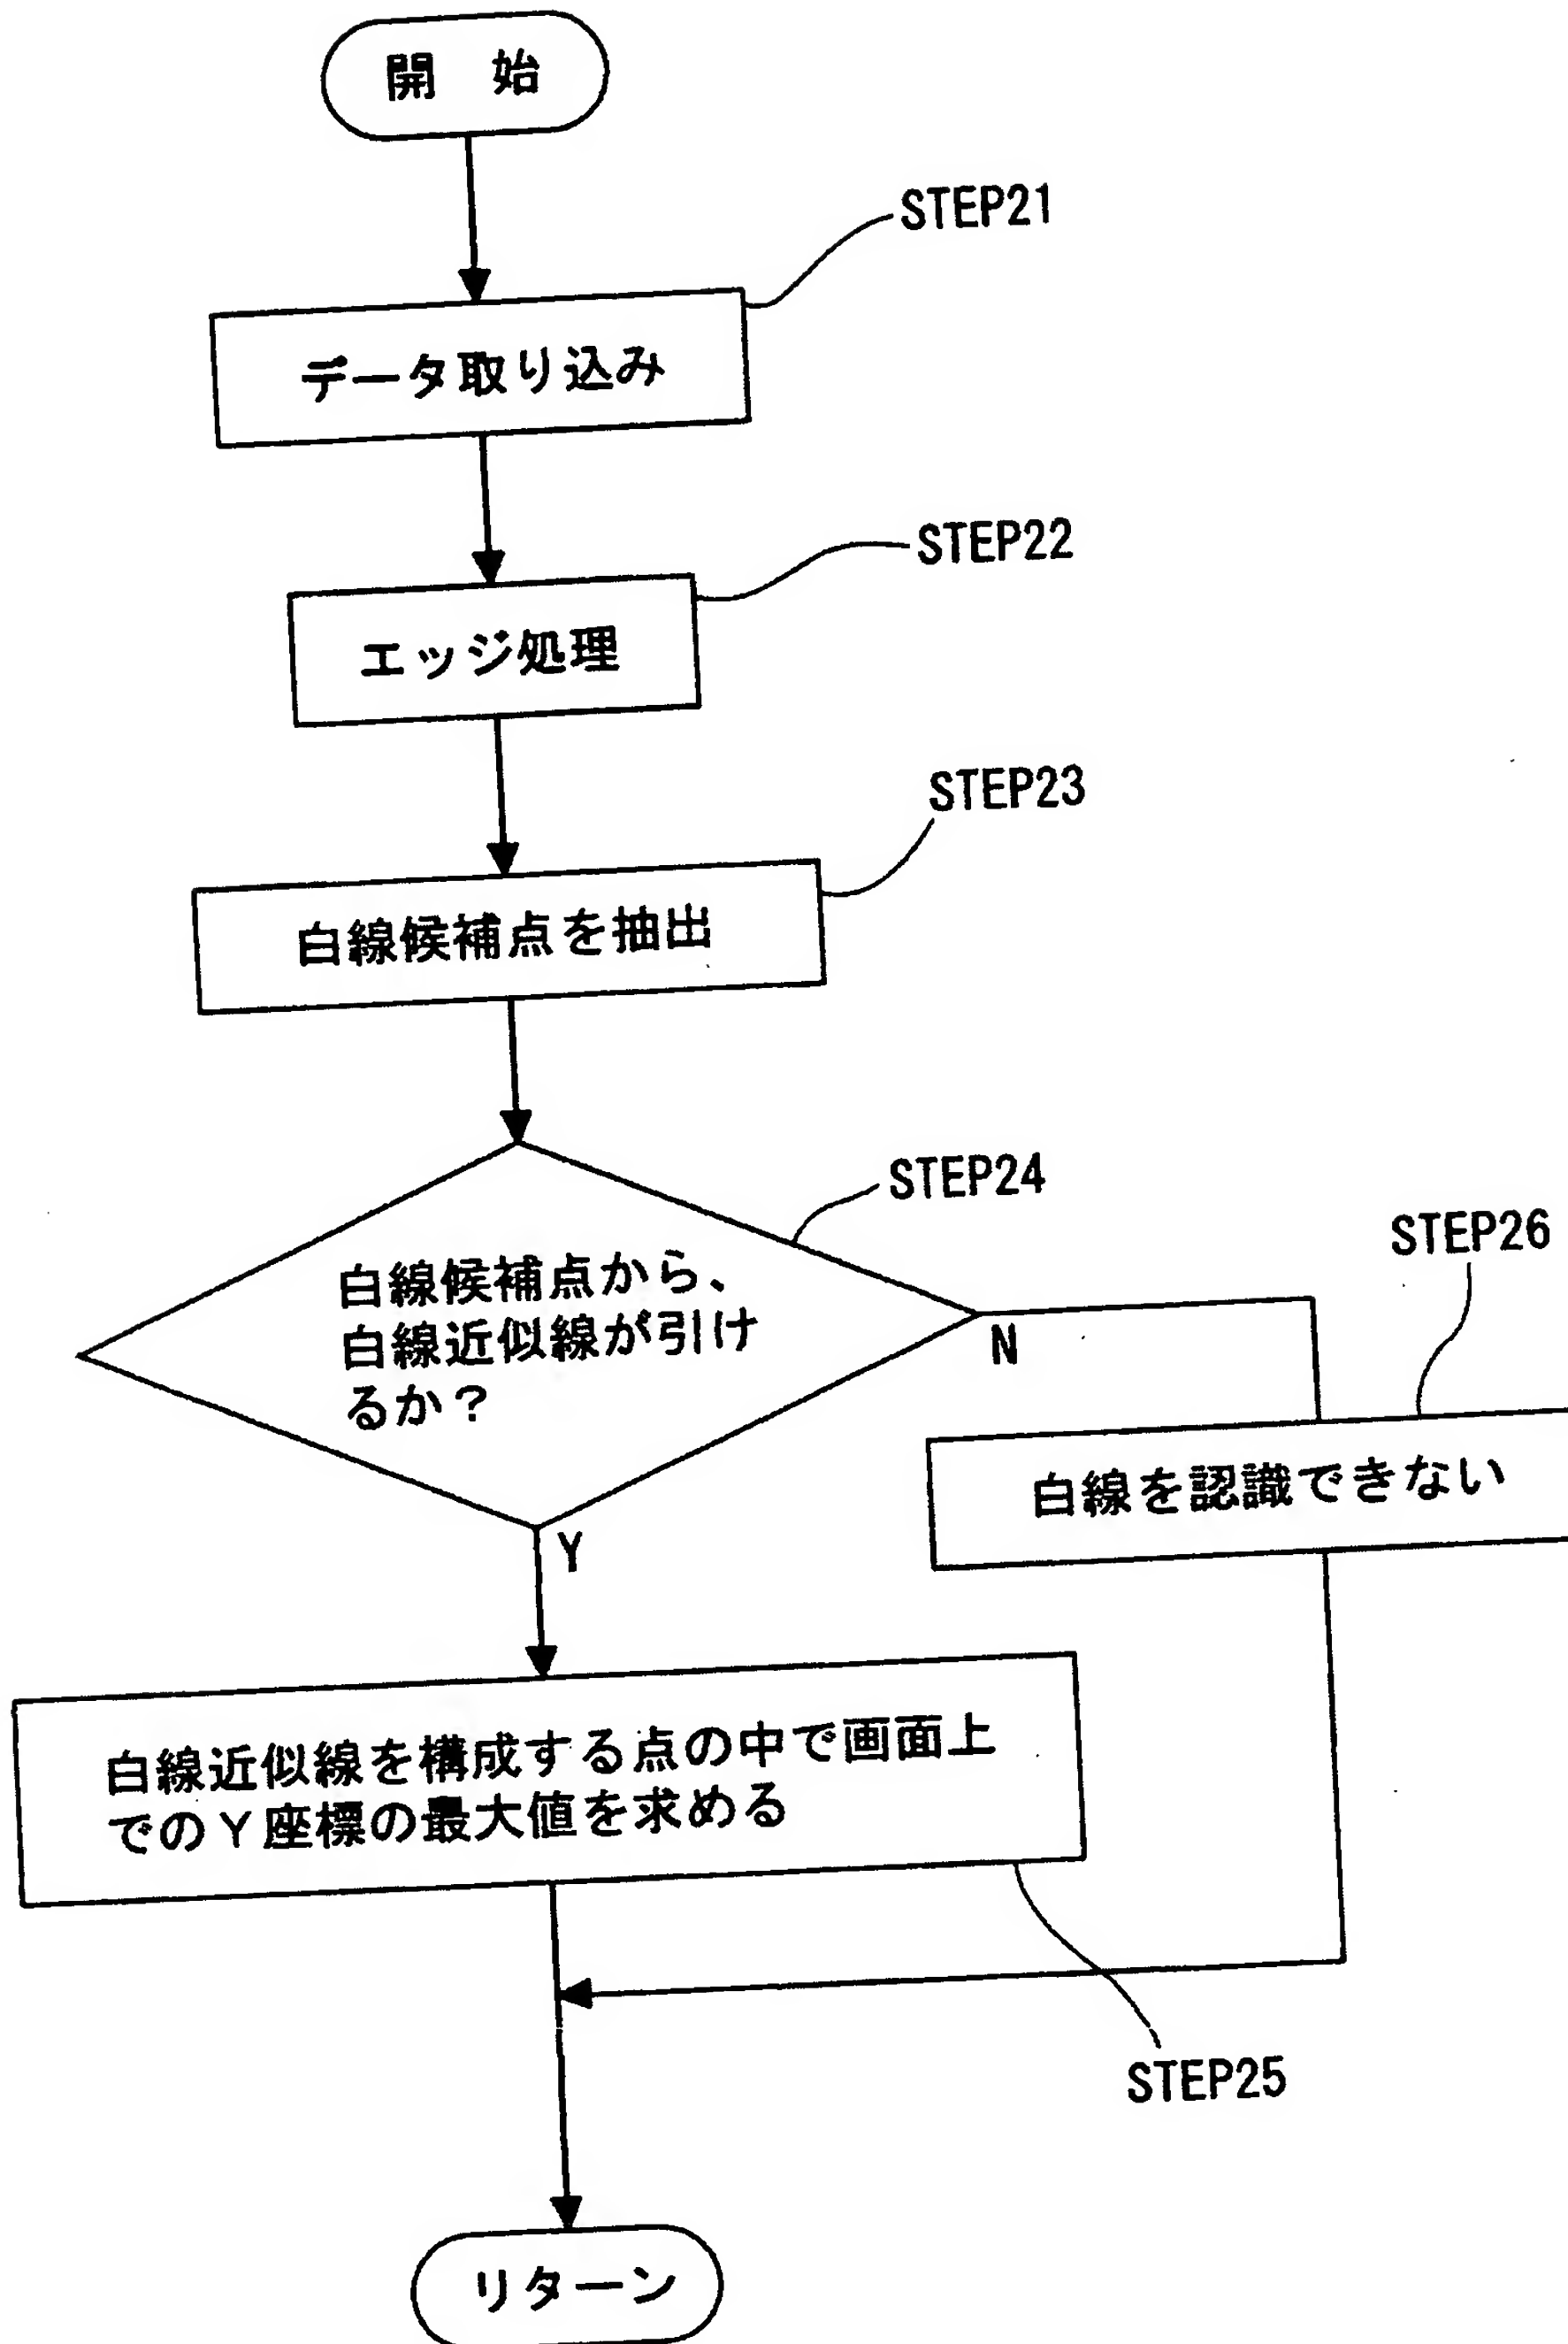 開 始
STEP21
データ取り込み
STEP22
エッジ処理
STEP23
白線候補点を抽出
STEP24
白線候補点から、
白線近似線が引け
るか?
N
Y
STEP26
白線を認識できない
白線近似線を構成する点の中で画面上
でのY座標の最大値を求める
STEP25
リターン